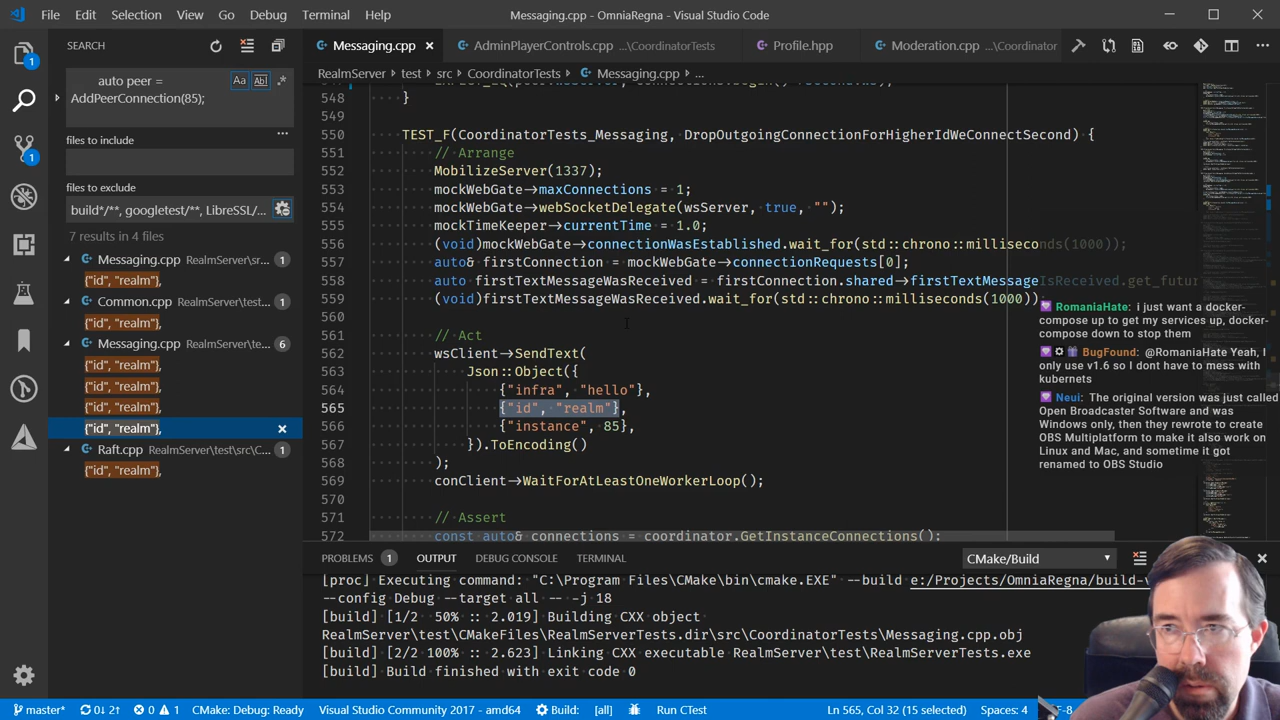 File Edit Selection View Go Debug Terminal Help
Messaging.cpp - OmniaRegna - Visual Studio Code
SEARCH
auto peer =
AddPeerConnection(85);
files to include
files to exclude
build*/**, googletest/**, LibreSSL/...
7 results in 4 files
Messaging.cpp RealmServer\sr... 1
{"id", "realm"},
Common.cpp RealmServer\test... 1
{"id", "realm"},
Messaging.cpp RealmServer\te... 6
{"id", "realm"},
{"id", "realm"},
{"id", "realm"},
{"id", "realm"},
Raft.cpp RealmServer\test\src\C... 1
{"id", "realm"},
Messaging.cpp
AdminPlayerControls.cpp ...\CoordinatorTests
Profile.hpp
Moderation.cpp ...\Coordinator
RealmServer > test > src > CoordinatorTests > Messaging.cpp > ...
548 }
549
550 TEST_F(CoordinatorTests_Messaging, DropOutgoingConnectionForHigherIdWeConnectSecond) {
551 // Arrange
552 MobilizeServer(1337);
553 mockWebGate->maxConnections = 1;
554
555 mockTimeKeeper->currentTime = 1.0;
556 (void)mockWebGate->connectionWasEstablished.wait_for(std::chrono::milliseconds(1000));
557 auto& firstConnection = mockWebGate->connectionRequests[0];
558 auto firstTextMessageWasReceived = firstconnection.shared->firstTextMessageIsReceived.get_futur
559 (void)firstTextMessageWasReceived.wait_for(std::chrono::milliseconds(1000));
560
561 // Act
562 wsClient->SendText(
563 Json::Object({
564 {"infra", "hello"},
565 {"id", "realm"},
566 {"instance", 85},
567 }).ToEncoding()
568 );
569 conClient->WaitForAtLeastOneWorkerLoop();
570
571 // Assert
572 const auto connections = coordinator.GetInstanceConnections();
RomaniaHate: i just want a docker-
compose up to get my services up, docker-
compose down to stop them
BugFound: @RomaniaHate Yeah, I
only use v1.6 so I dont have to mess with
kubernets
Neui: The original version was just called
Open Broadcaster Software and was
Windows only, then they rewrote to create
OBS Multiplatform to make it also work on
Linux and Mac, and sometime it got
renamed to OBS Studio
PROBLEMS 1 OUTPUT DEBUG CONSOLE TERMINAL
CMake/Build
[proc] Executing command: "C:\Program Files\CMake\bin\cmake.EXE" --build e:/Projects/OmniaRegna/build-v
--config Debug --target all -- -j 18
[build] [1/2 50% :: 2.019] Building CXX object
RealmServer\test\CMakeFiles\RealmServerTests.dir\src\CoordinatorTests\Messaging.cpp.obj
[build] [2/2 100% :: 2.623] Linking CXX executable RealmServer\test\RealmServerTests.exe
[build] Build finished with exit code 0
master* 0↓ 2↑ 0 1 CMake: Debug: Ready Visual Studio Community 2017 - amd64 Build: [all] Run CTest Ln 565, Col 32 (15 selected) Spaces: 4